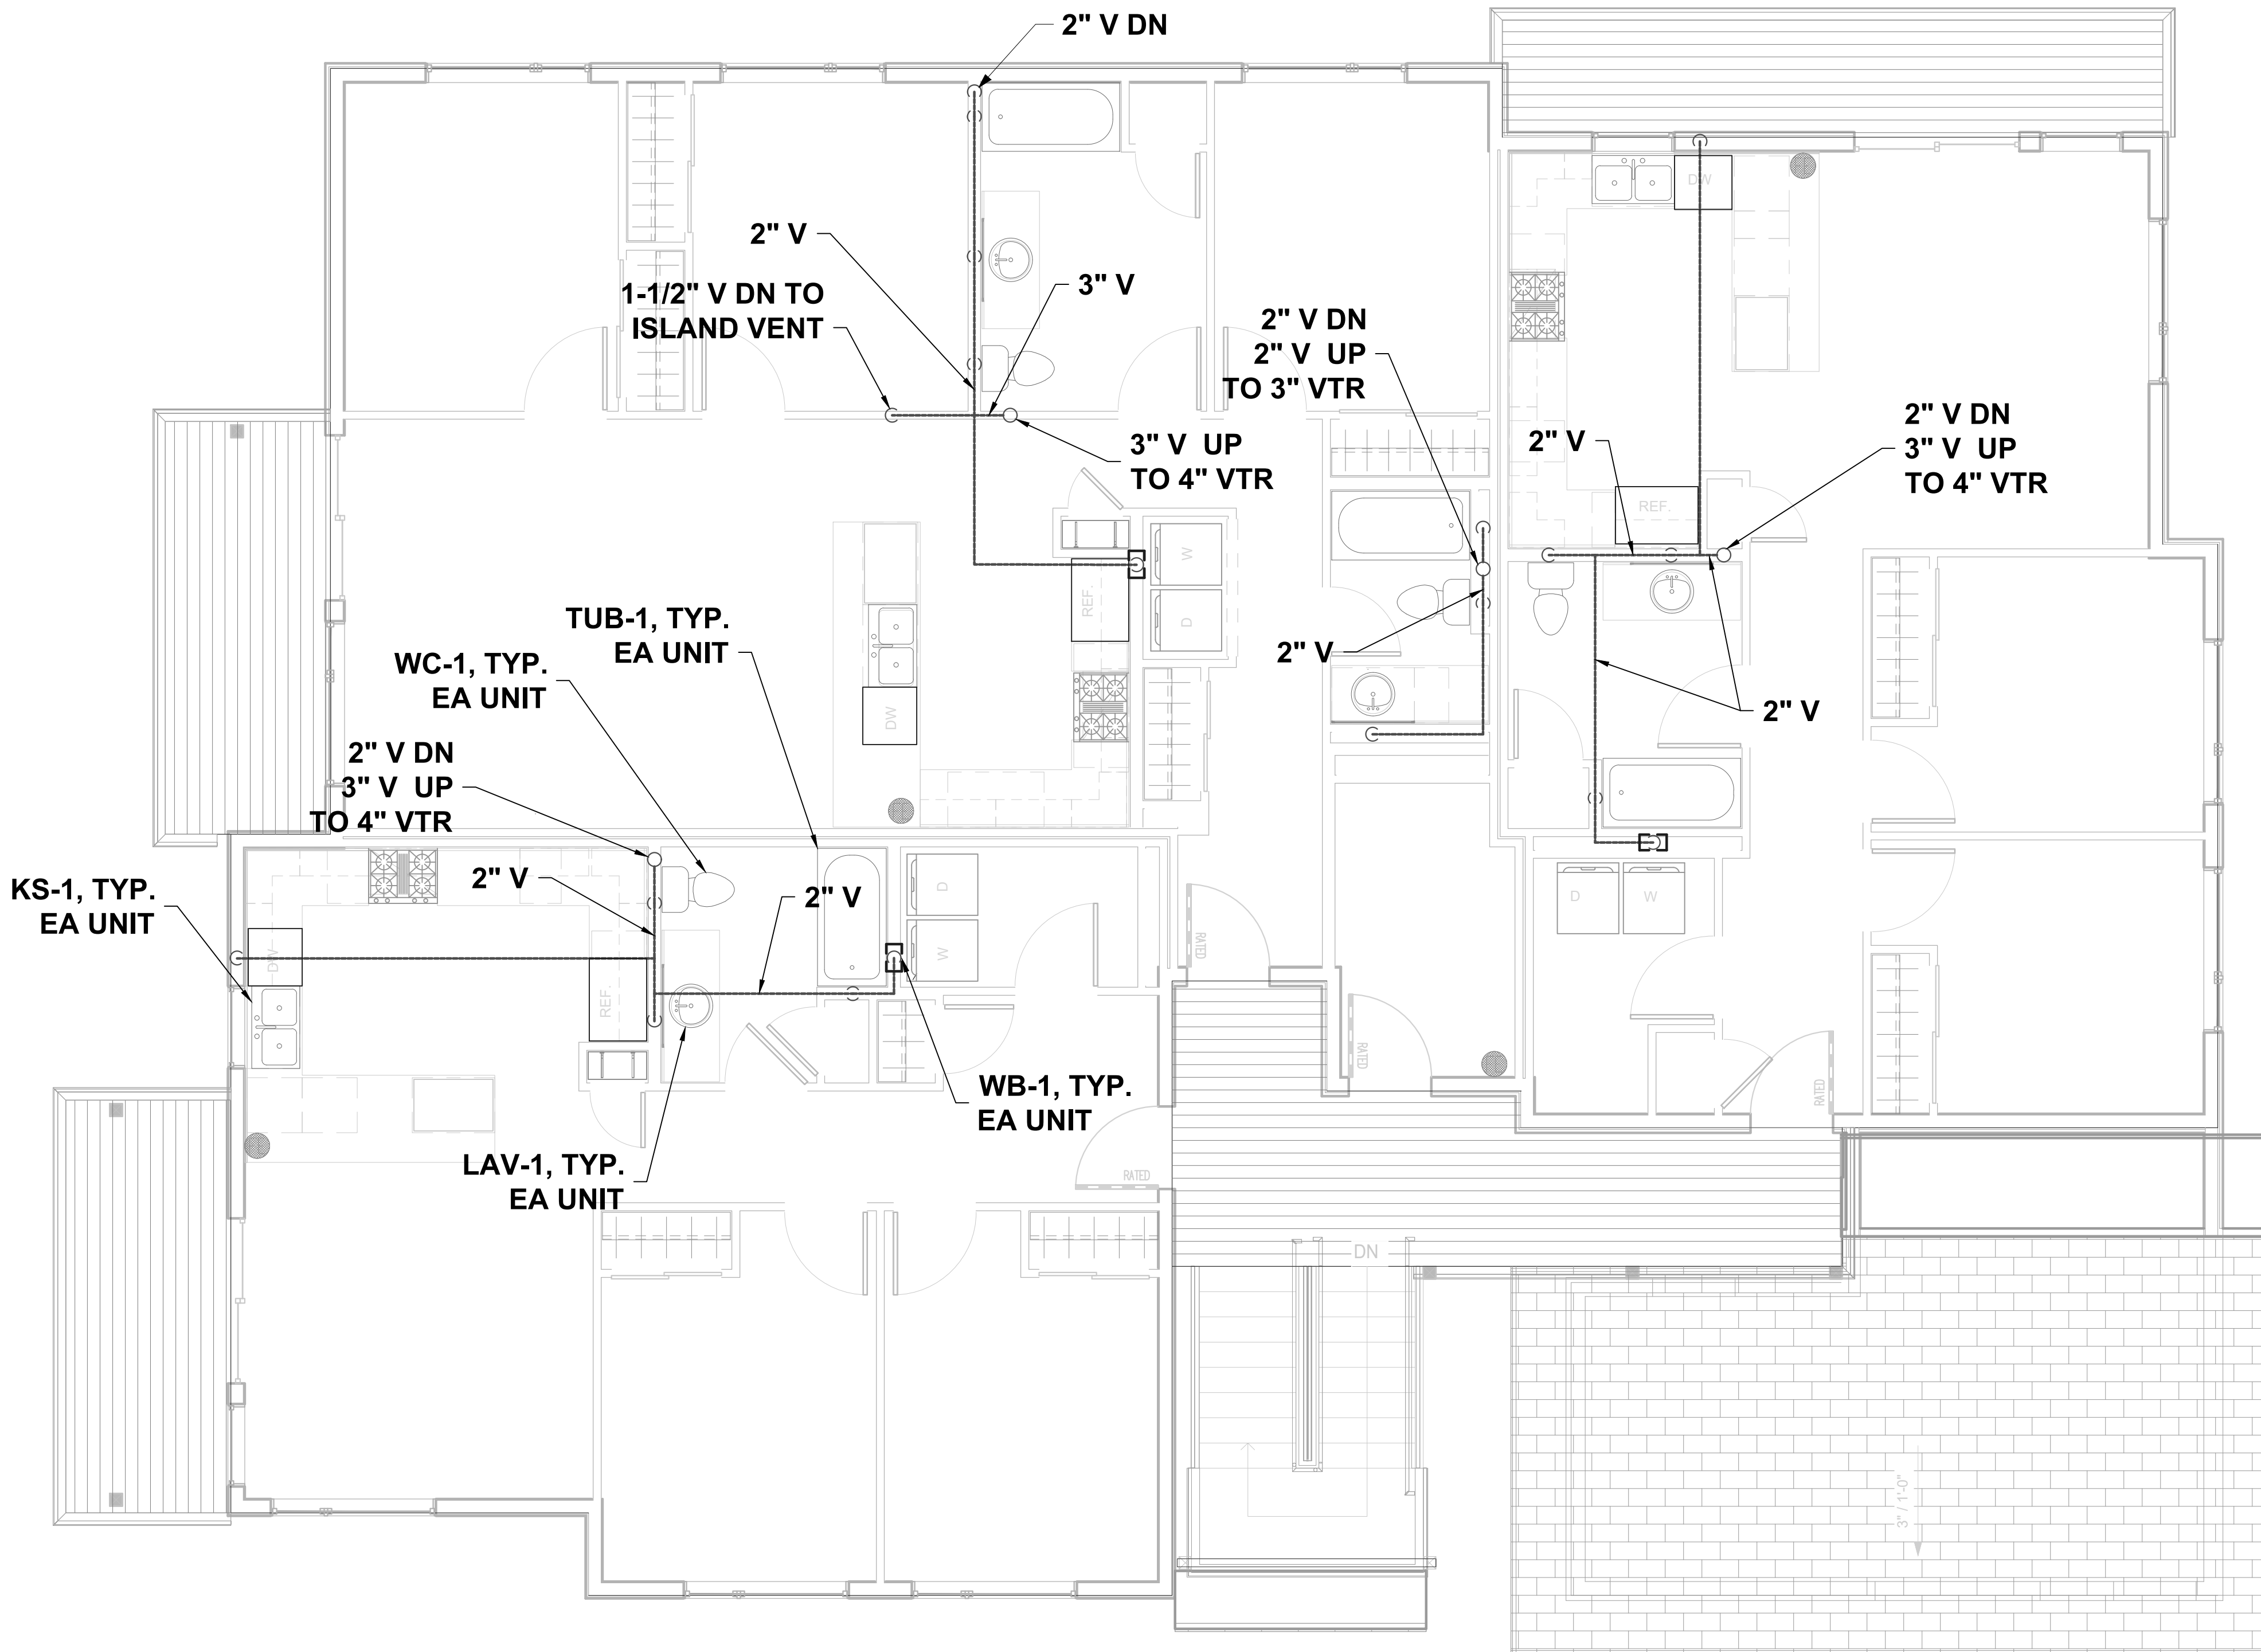 2" V DN
2" V
3" V
1-1/2" V DN TO
ISLAND VENT
3" V UP
TO 4" VTR
2" V DN
2" V UP
TO 3" VTR
DW
REF.
2" V
2" V DN
3" V UP
TO 4" VTR
2" V
W
D
REF.
DW
TUB-1, TYP.
EA UNIT
WC-1, TYP.
EA UNIT
2" V
2" V DN
3" V UP
TO 4" VTR
2" V
2" V
KS-1, TYP.
EA UNIT
DW
REF.
D
W
D
W
RATED
RATED
RATED
RATED
WB-1, TYP.
EA UNIT
LAV-1, TYP.
EA UNIT
DN
3" / 1'-0"